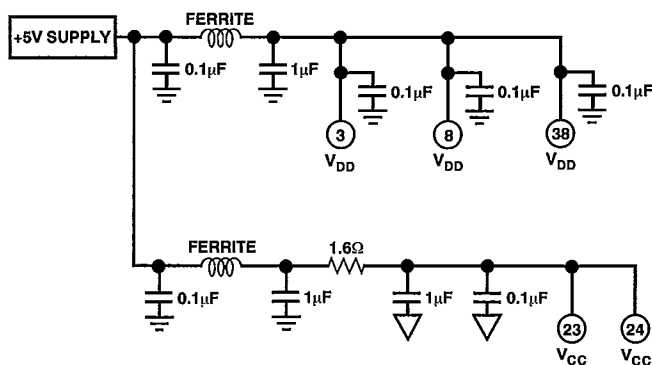 +5V SUPPLY
FERRITE
0.1µF
1µF
0.1µF
0.1µF
0.1µF
3
8
38
VDD
VDD
VDD
FERRITE
1.6Ω
0.1µF
1µF
1µF
0.1µF
23
24
VCC
VCC